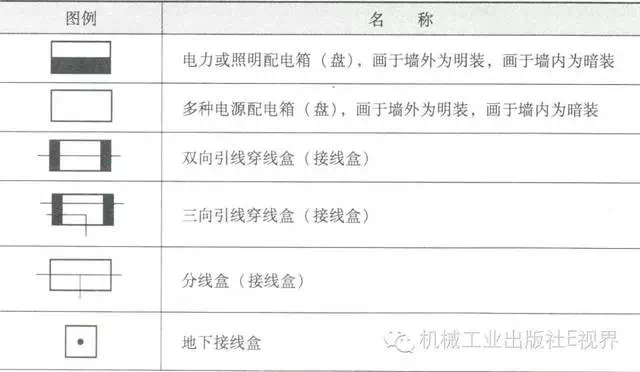 图例 名 称
电力或照明配电箱（盘），画于墙外为明装，画于墙内为暗装
多种电源配电箱（盘），画于墙外为明装，画于墙内为暗装
双向引线穿线盒（接线盒）
三向引线穿线盒（接线盒）
分线盒（接线盒）
地下接线盒
机械工业出版社E视界